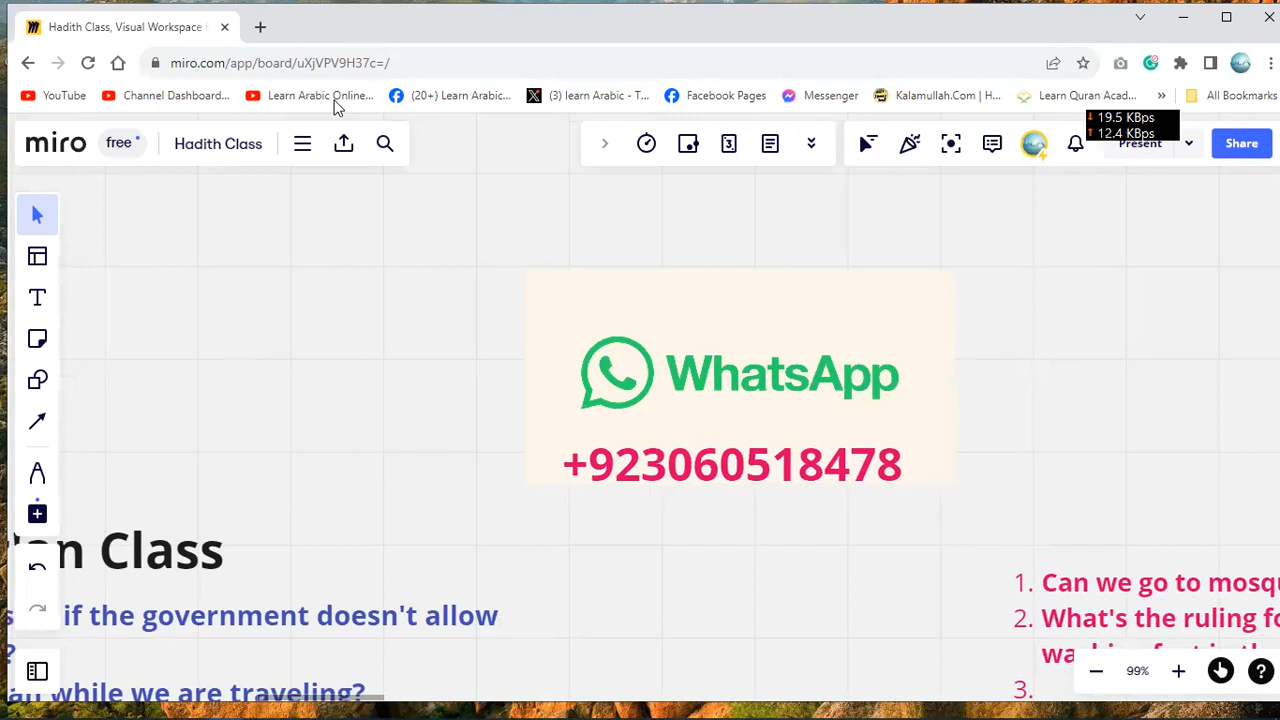 Hadith Class, Visual Workspace f
miro.com/app/board/uXjVPV9H37c=/
YouTube
Channel Dashboard...
Learn Arabic Online...
(20+) Learn Arabic...
(3) learn Arabic - T...
Facebook Pages
Messenger
Kalamullah.Com | H...
Learn Quran Acad...
»
All Bookmarks
19.5 KBps
12.4 KBps
miro
free
Hadith Class
3
Present
Share
WhatsApp
+923060518478
an Class
if the government doesn't allow
?
while we are traveling?
1. Can we go to mosqu
2. What's the ruling fo
3.
99%